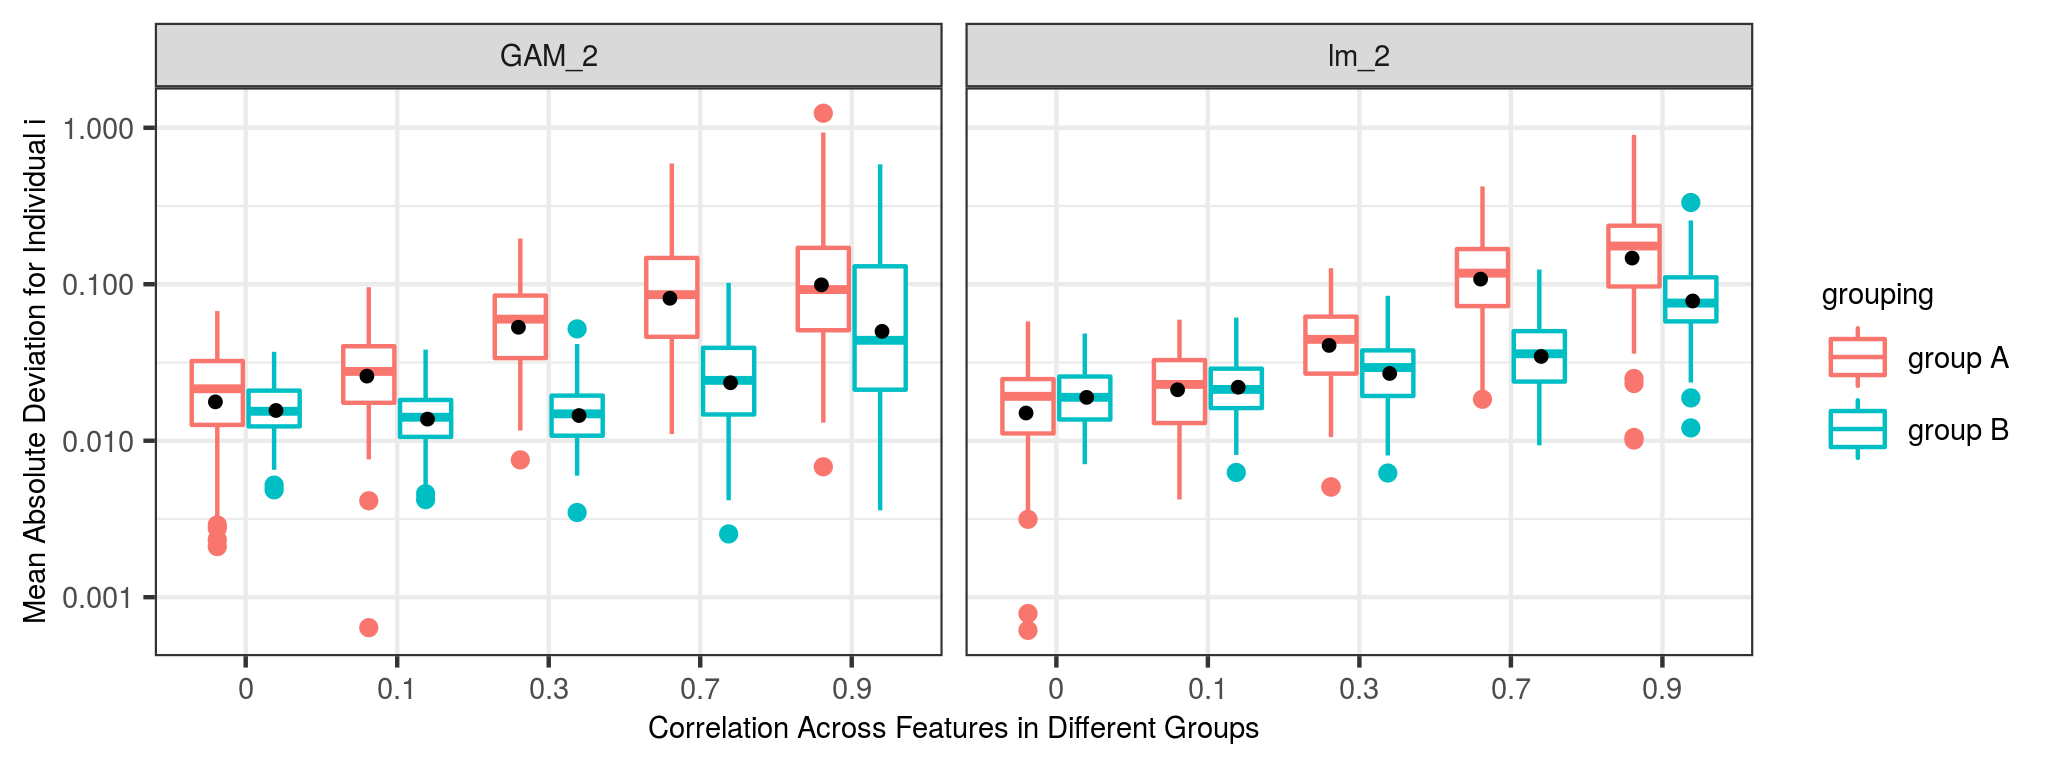 GAM_2
lm_2
Mean Absolute Deviation for Individual i
1.000
0.100
0.010
0.001
0
0.1
0.3
0.7
0.9
0
0.1
0.3
0.7
0.9
Correlation Across Features in Different Groups
grouping
group A
group B